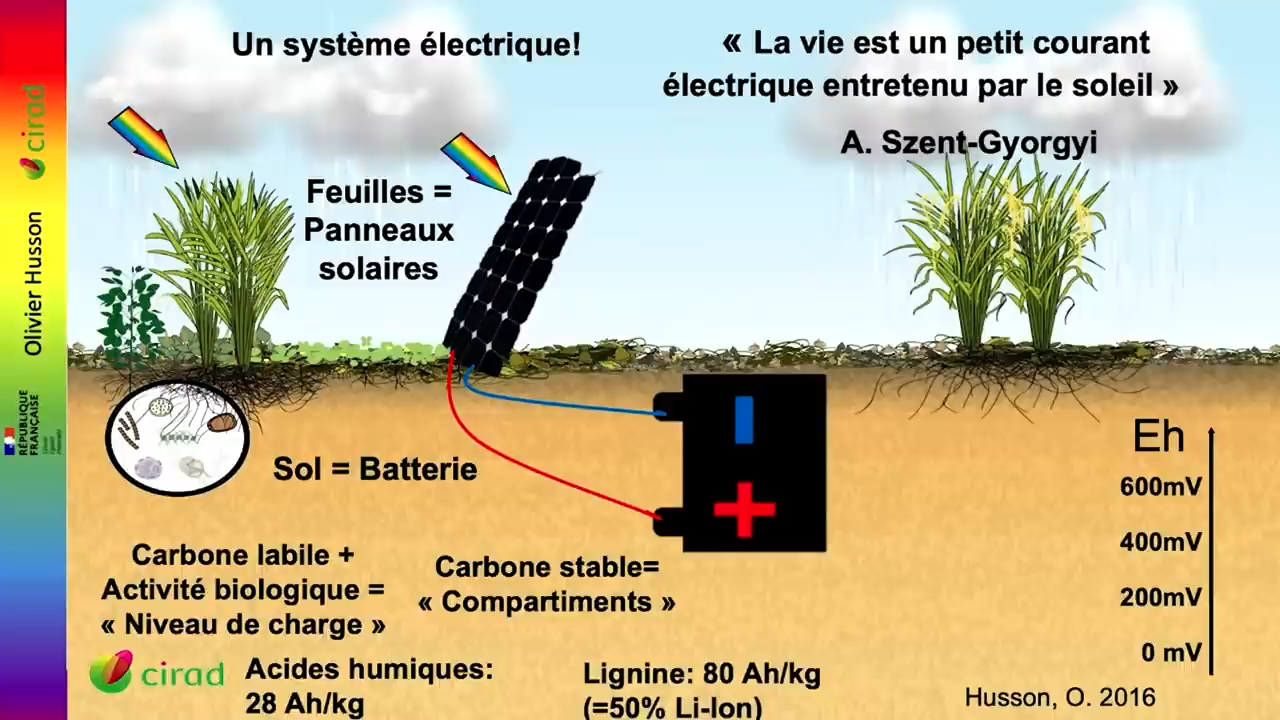 Un système électrique!
« La vie est un petit courant
électrique entretenu par le soleil »
A. Szent-Gyorgyi
Feuilles =
Panneaux
solaires
Sol = Batterie
Carbone labile +
Activité biologique =
« Niveau de charge »
Carbone stable=
« Compartiments »
Acides humiques:
28 Ah/kg
Lignine: 80 Ah/kg
(=50% Li-Ion)
Eh
600mV
400mV
200mV
0 mV
Husson, O. 2016
cirad
cirad
Olivier Husson
RÉPUBLIQUE
FRANÇAISE